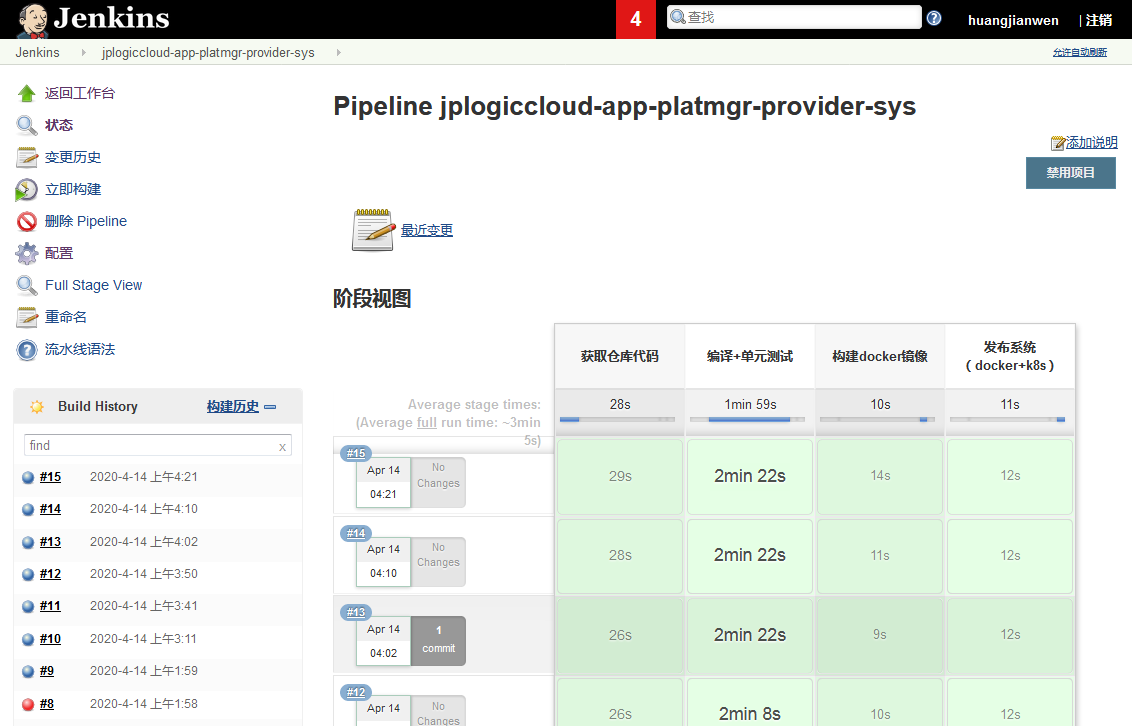 Jenkins
4
查找
huangjianwen
| 注销
Jenkins
jplogiccloud-app-platmgr-provider-sys
允许自动刷新
返回工作台
状态
变更历史
立即构建
删除 Pipeline
配置
Full Stage View
重命名
流水线语法
Build History
构建历史
find
x
#15 2020-4-14 上午4:21
#14 2020-4-14 上午4:10
#13 2020-4-14 上午4:02
#12 2020-4-14 上午3:50
#11 2020-4-14 上午3:41
#10 2020-4-14 上午3:11
#9 2020-4-14 上午1:59
#8 2020-4-14 上午1:58
Pipeline jplogiccloud-app-platmgr-provider-sys
添加说明
禁用项目
最近变更
阶段视图
获取仓库代码
编译+单元测试
构建docker镜像
发布系统
( docker+k8s )
Average stage times:
(Average full run time: ~3min
5s)
28s
1min 59s
10s
11s
#15
Apr 14
04:21
No
Changes
29s
2min 22s
14s
12s
#14
Apr 14
04:10
No
Changes
28s
2min 22s
11s
12s
#13
Apr 14
04:02
1
commit
26s
2min 22s
9s
12s
#12
Apr 14
No
Changes
26s
2min 8s
10s
12s